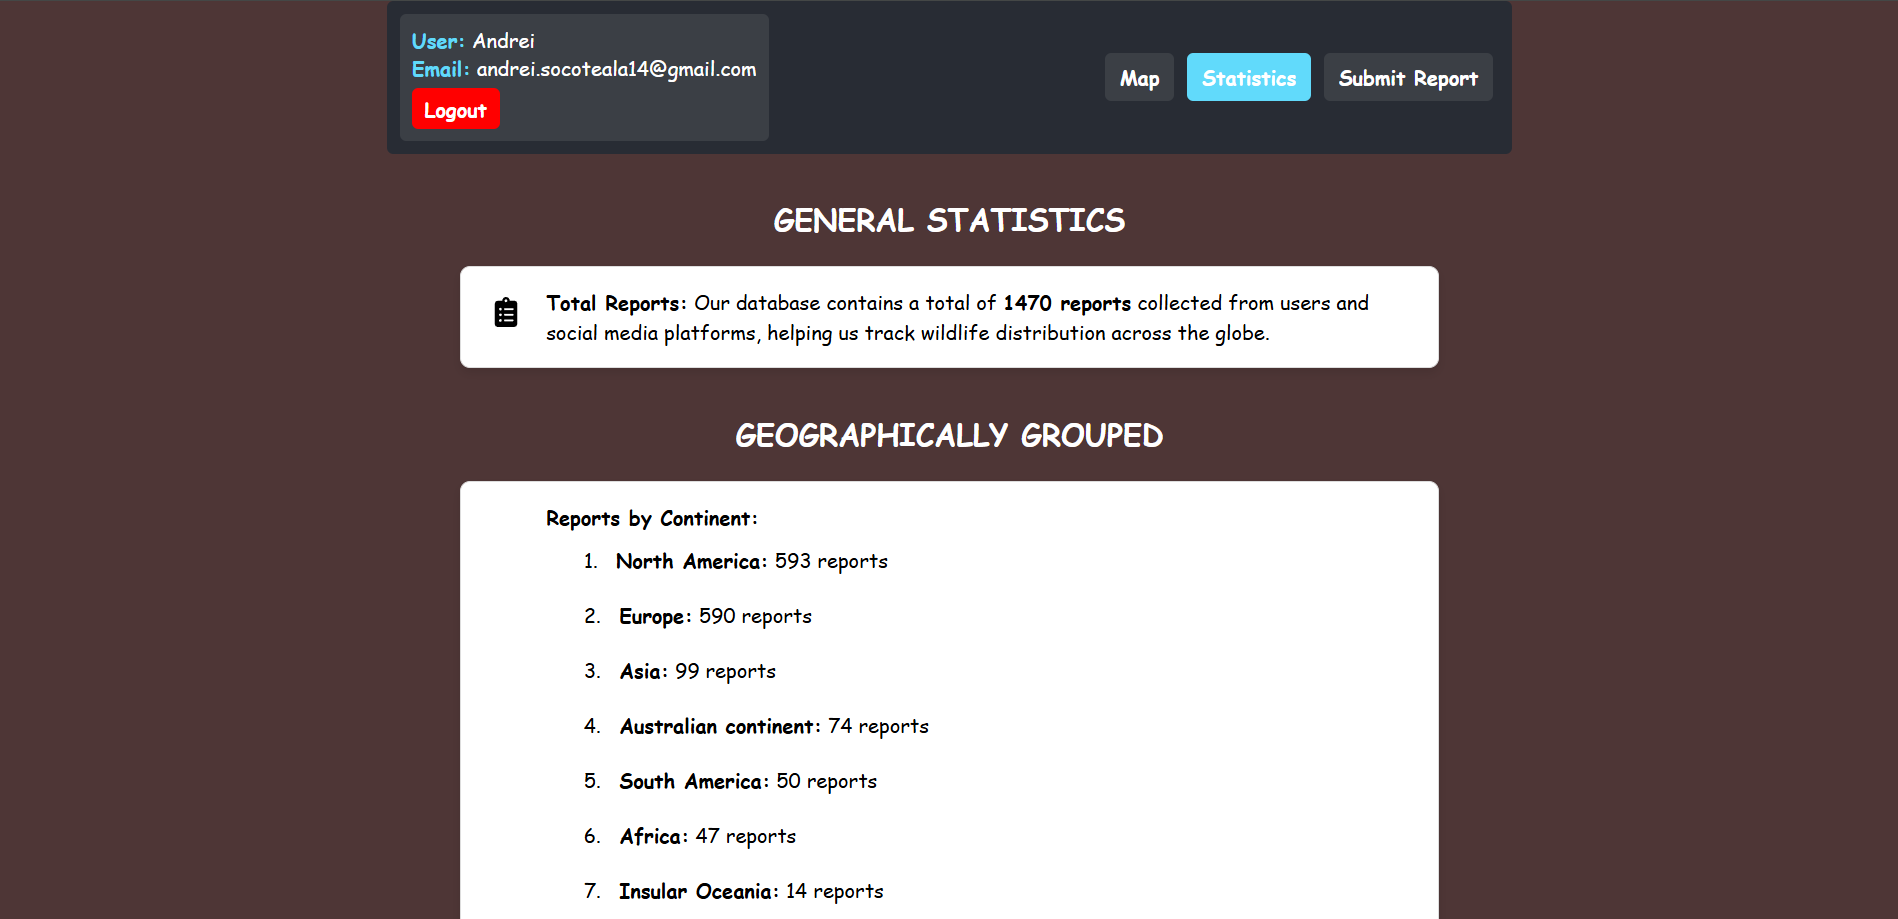 User: Andrei
Email: andrei.socoteala14@gmail.com
Logout
Map
Statistics
Submit Report
GENERAL STATISTICS
Total Reports: Our database contains a total of 1470 reports collected from users and
social media platforms, helping us track wildlife distribution across the globe.
GEOGRAPHICALLY GROUPED
Reports by Continent:
1. North America: 593 reports
2. Europe: 590 reports
3. Asia: 99 reports
4. Australian continent: 74 reports
5. South America: 50 reports
6. Africa: 47 reports
7. Insular Oceania: 14 reports